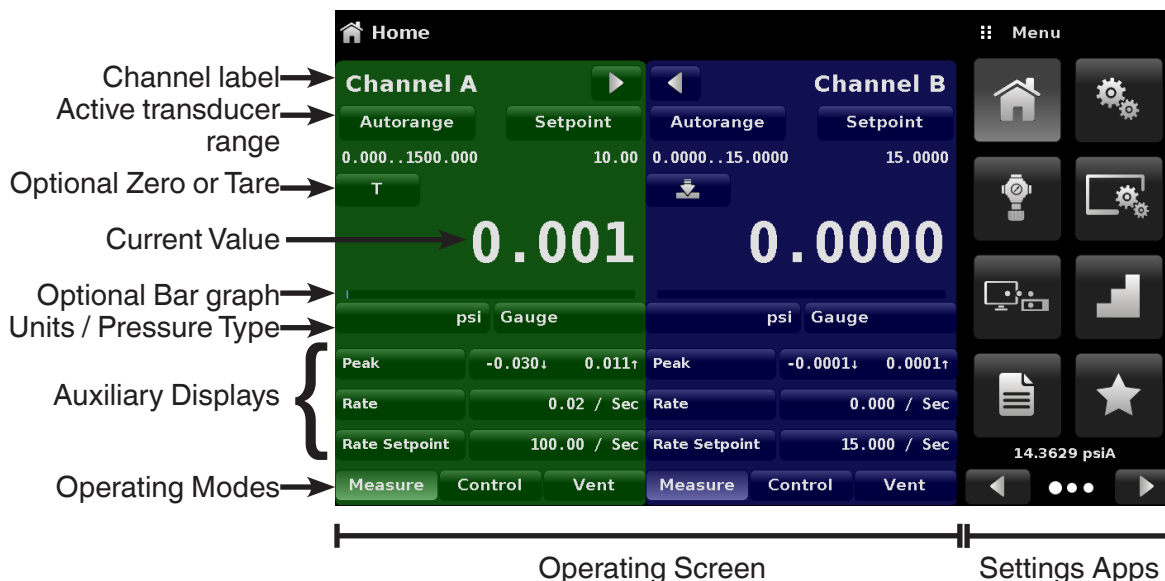 Home
Menu
Channel label
Channel A
Channel B
Active transducer
range
Autorange
Setpoint
Autorange
Setpoint
0.000..1500.000
10.00
0.0000..15.0000
15.0000
Optional Zero or Tare
T
Current Value
0.001
0.0000
Optional Bar graph
Units / Pressure Type
psi
Gauge
psi
Gauge
Auxiliary Displays
Peak
-0.030↓
0.011↑
Peak
-0.0001↓
0.0001↑
Rate
0.02 / Sec
Rate
0.000 / Sec
Rate Setpoint
100.00 / Sec
Rate Setpoint
15.000 / Sec
14.3629 psiA
Operating Modes
Measure
Control
Vent
Measure
Control
Vent
Operating Screen
Settings Apps